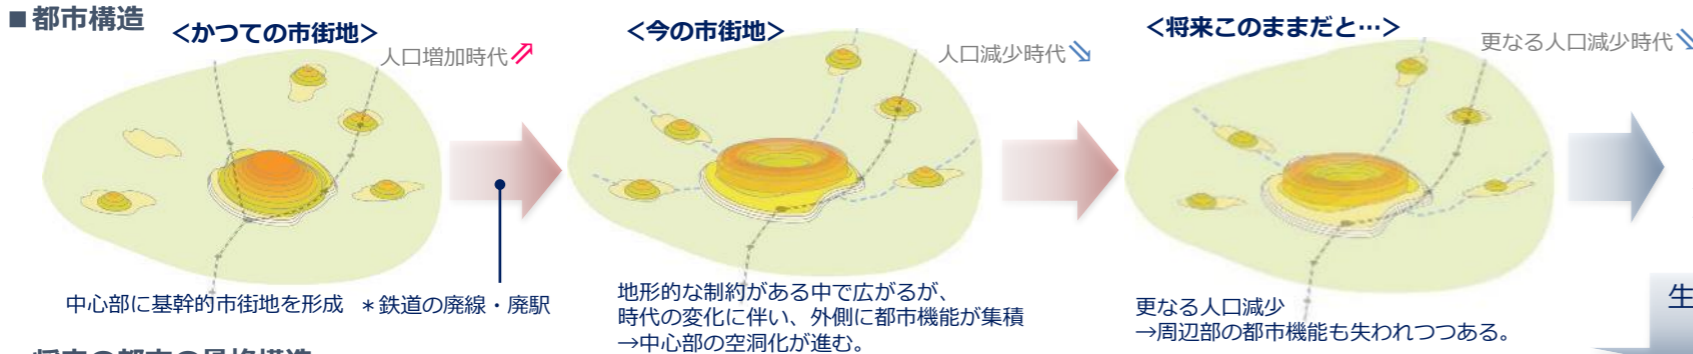 ■都市構造
<かつての市街地>
人口増加時代
<今の市街地>
人口減少時代
<将来このままだと…>
更なる人口減少時代
中心部に基幹的市街地を形成
＊鉄道の廃線・廃駅
地形的な制約がある中で広がるが、
時代の変化に伴い、外側に都市機能が集積
→中心部の空洞化が進む。
更なる人口減少
→周辺部の都市機能も失われつつある。
生